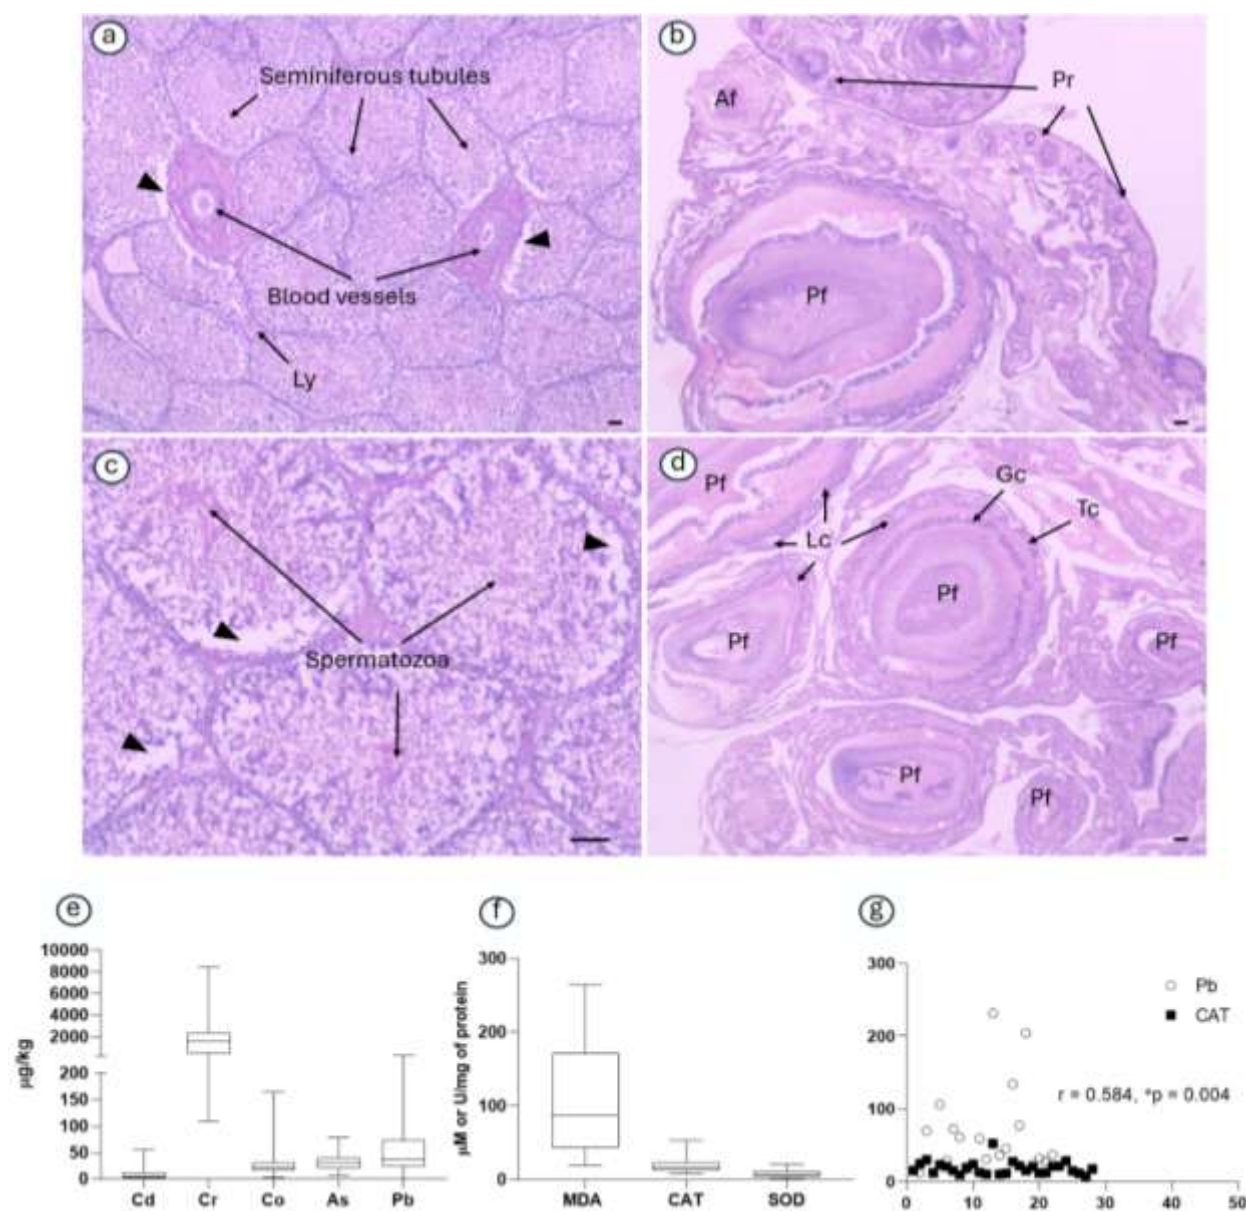 a
Seminiferous tubules
Blood vessels
Ly
b
Pr
Af
Pf
c
Spermatozoa
d
Pf
Gc
Tc
Lc
Pf
Pf
Pf
Pf
Pf
e
10000
8000
6000
4000
2000
200
150
100
50
0
µg/kg
Cd Cr Co As Pb
f
300
200
100
0
µM or U/mg of protein
MDA CAT SOD
g
300
200
100
0
Pb
CAT
r = 0.584, *p = 0.004
0 10 20 30 40 50